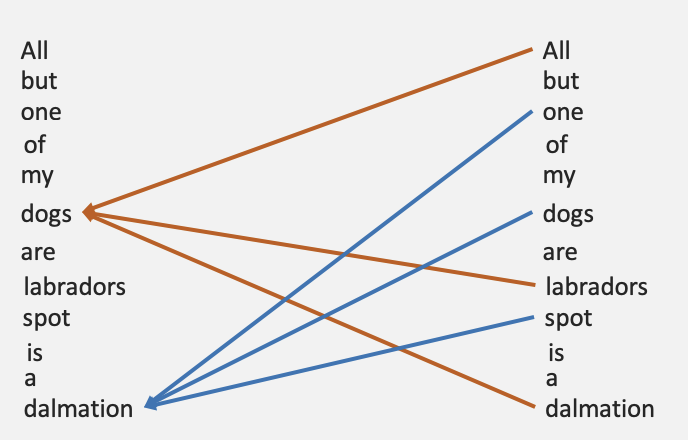 All
but
one
of
my
dogs
are
labradors
spot
is
a
dalmation
All
but
one
of
my
dogs
are
labradors
spot
is
a
dalmation